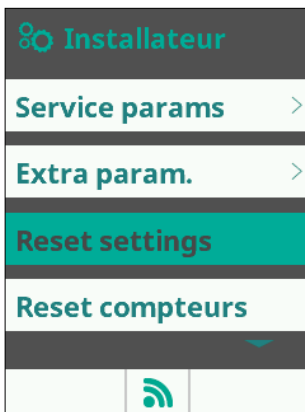 Installateur
Service params
Extra param.
Reset settings
Reset compteurs